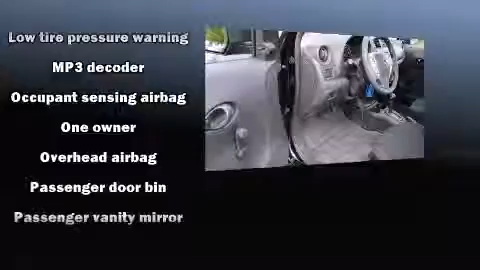 Low tire pressure warning
MP3 decoder
Occupant sensing airbag
One owner
Overhead airbag
Passenger door bin
Passenger vanity mirror